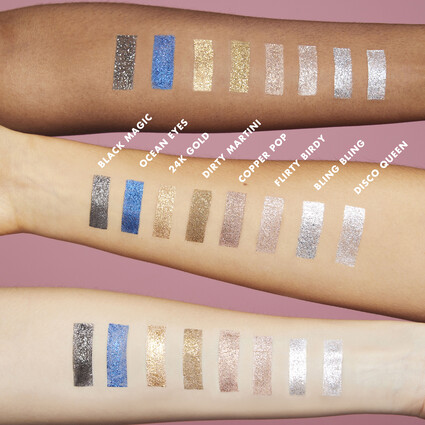 BLACK MAGIC
OCEAN EYES
24K GOLD
DIRTY MARTINI
COPPER POP
FLIRTY BIRDY
BLING BLING
DISCO QUEEN